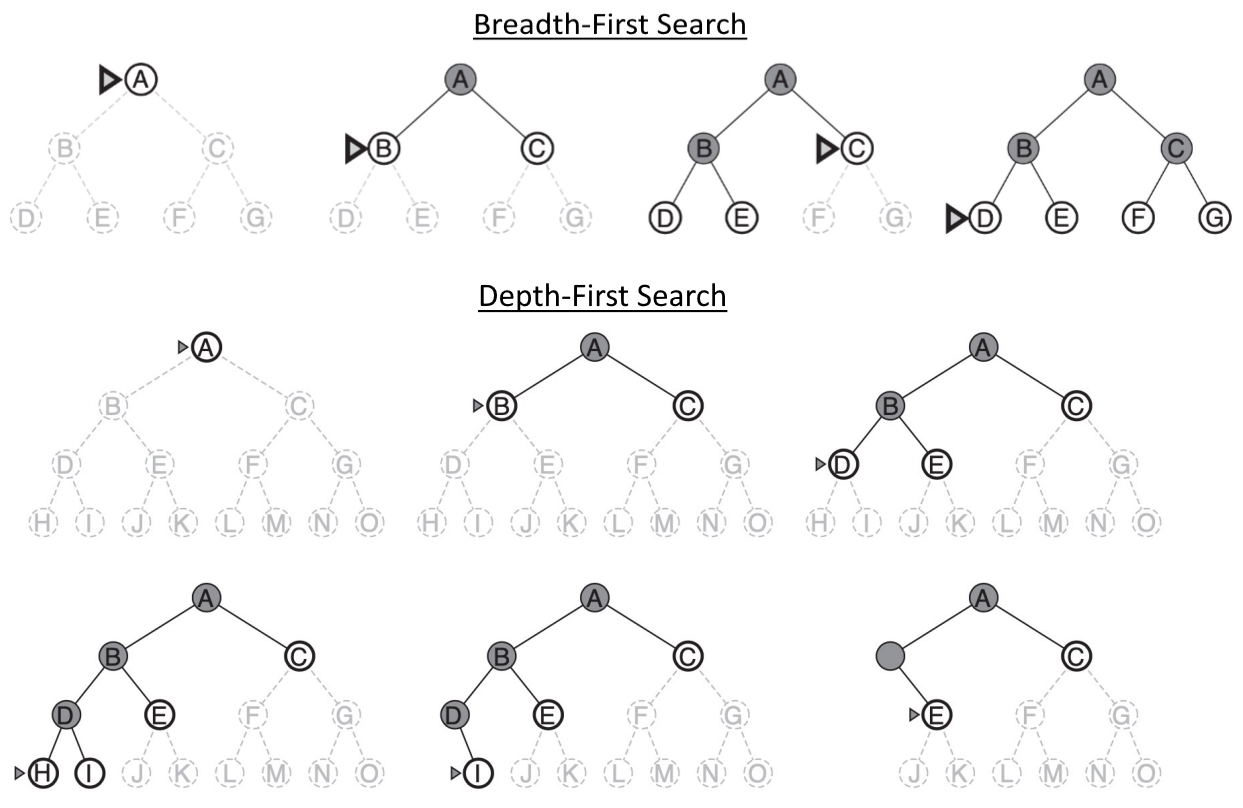 Breadth-First Search
A A A A
B C B C B C B C
D E F G D E F G D E F G D E F G
Depth-First Search
A A A
B C B C B C
D E F G D E F G D E F G
H I J K L M N O H I J K L M N O H I J K L M N O
A A A
B C B C C
D E F G D E F G E F G
H I J K L M N O I J K L M N O J K L M N O